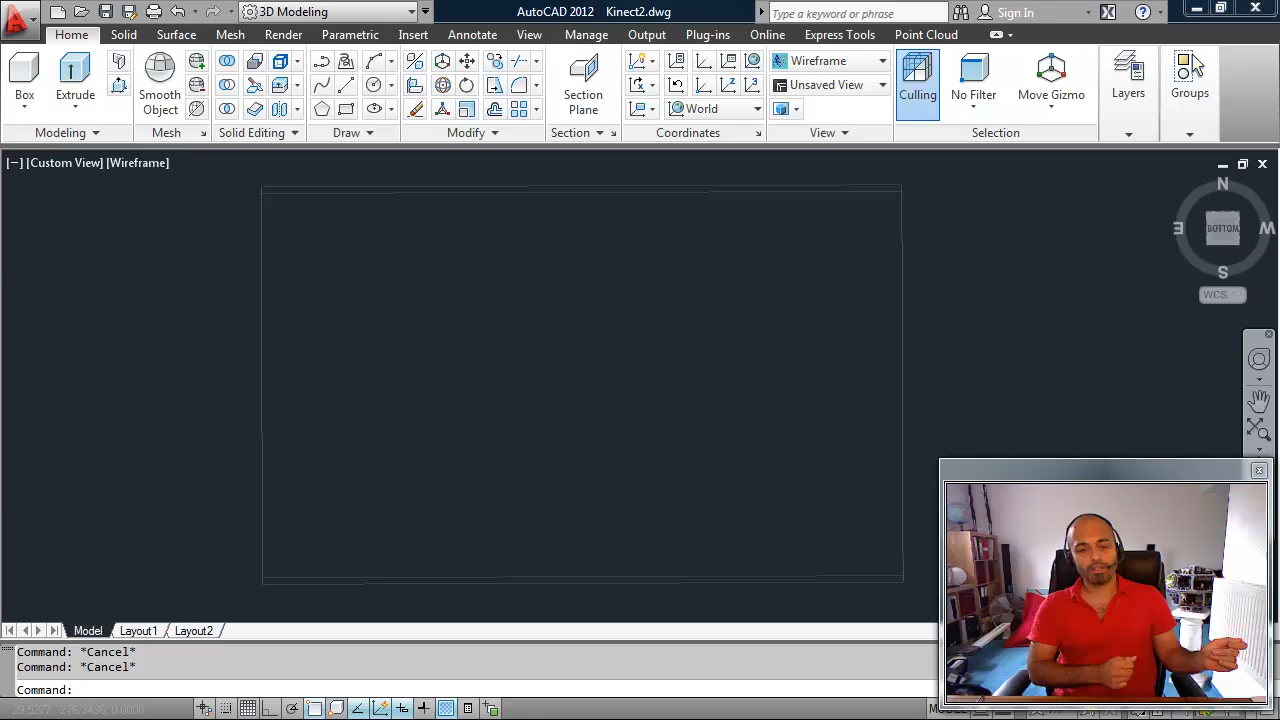 3D Modeling
AutoCAD 2012 Kinect2.dwg
Type a keyword or phrase
Sign In
Home Solid Surface Mesh Render Parametric Insert Annotate View Manage Output Plug-ins Online Express Tools Point Cloud
Box
Extrude
Smooth
Object
Section
Plane
World
Wireframe
Unsaved View
Culling
No Filter
Move Gizmo
Layers
Groups
Modeling
Mesh
Solid Editing
Draw
Modify
Section
Coordinates
View
Selection
[−] [Custom View] [Wireframe]
N
E
BOTTOM
W
S
WCS
Model Layout1 Layout2
Command: *Cancel*
Command: *Cancel*
Command: